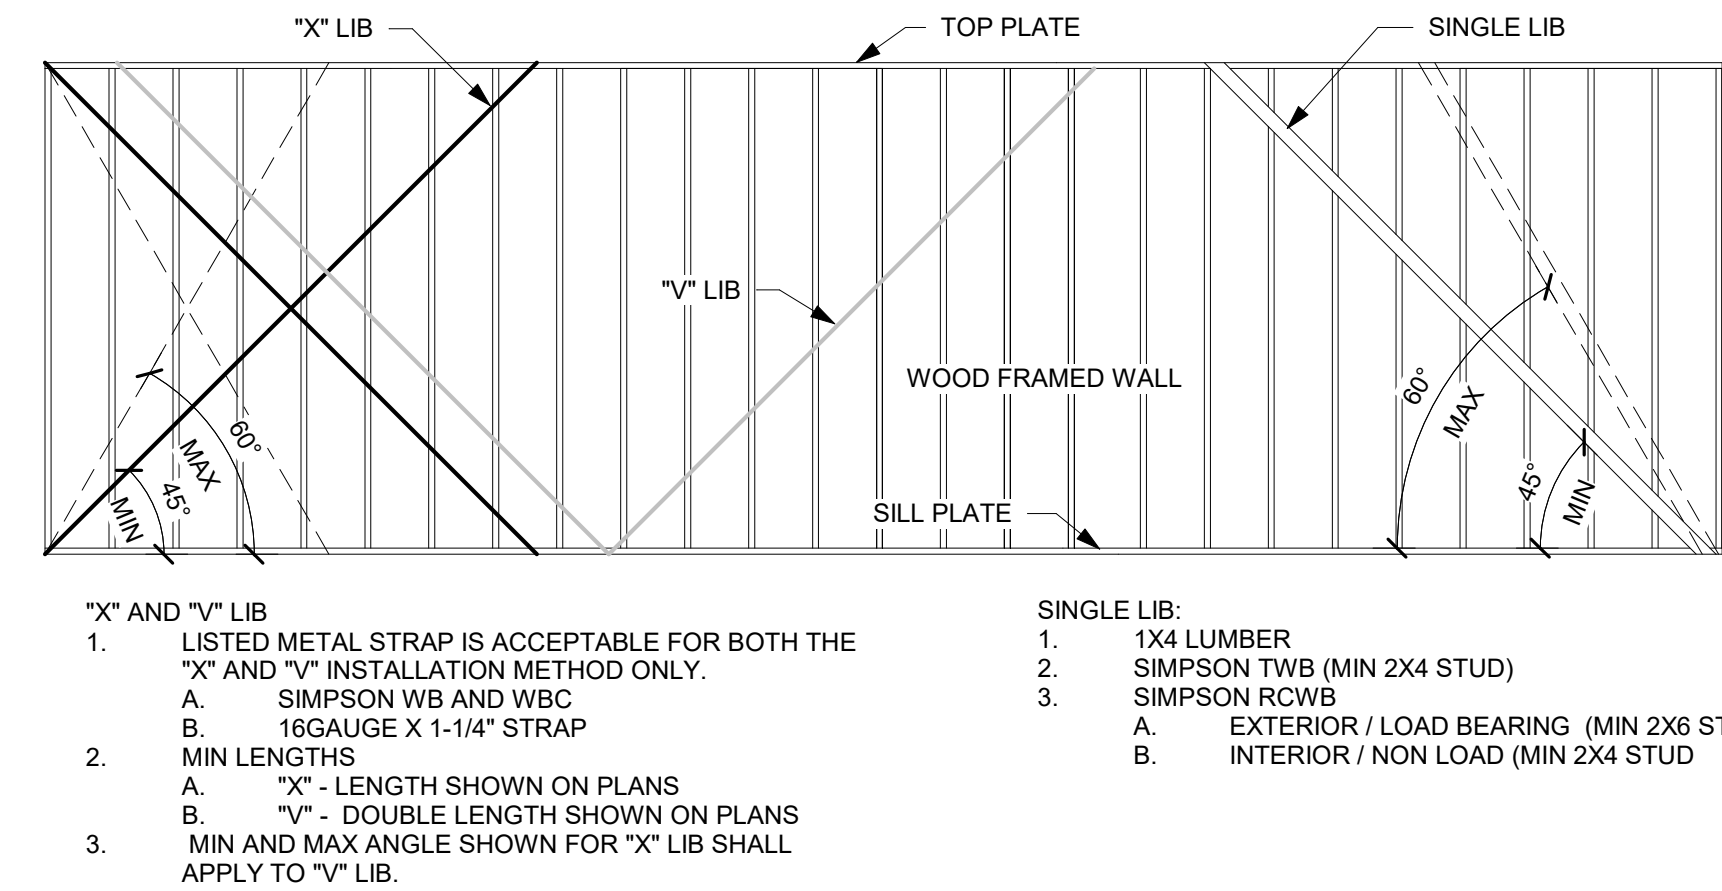 "X" LIB
TOP PLATE
SINGLE LIB
"V" LIB
WOOD FRAMED WALL
SILL PLATE
60°
MAX
45°
MIN
60°
MAX
45°
MIN
"X" AND "V" LIB
1. LISTED METAL STRAP IS ACCEPTABLE FOR BOTH THE
"X" AND "V" INSTALLATION METHOD ONLY.
A. SIMPSON WB AND WBC
B. 16GAUGE X 1-1/4" STRAP
2. MIN LENGTHS
A. "X" - LENGTH SHOWN ON PLANS
B. "V" - DOUBLE LENGTH SHOWN ON PLANS
3. MIN AND MAX ANGLE SHOWN FOR "X" LIB SHALL
APPLY TO "V" LIB.
SINGLE LIB:
1. 1X4 LUMBER
2. SIMPSON TWB (MIN 2X4 STUD)
3. SIMPSON RCWB
A. EXTERIOR / LOAD BEARING (MIN 2X6
B. INTERIOR / NON LOAD (MIN 2X4 STUD